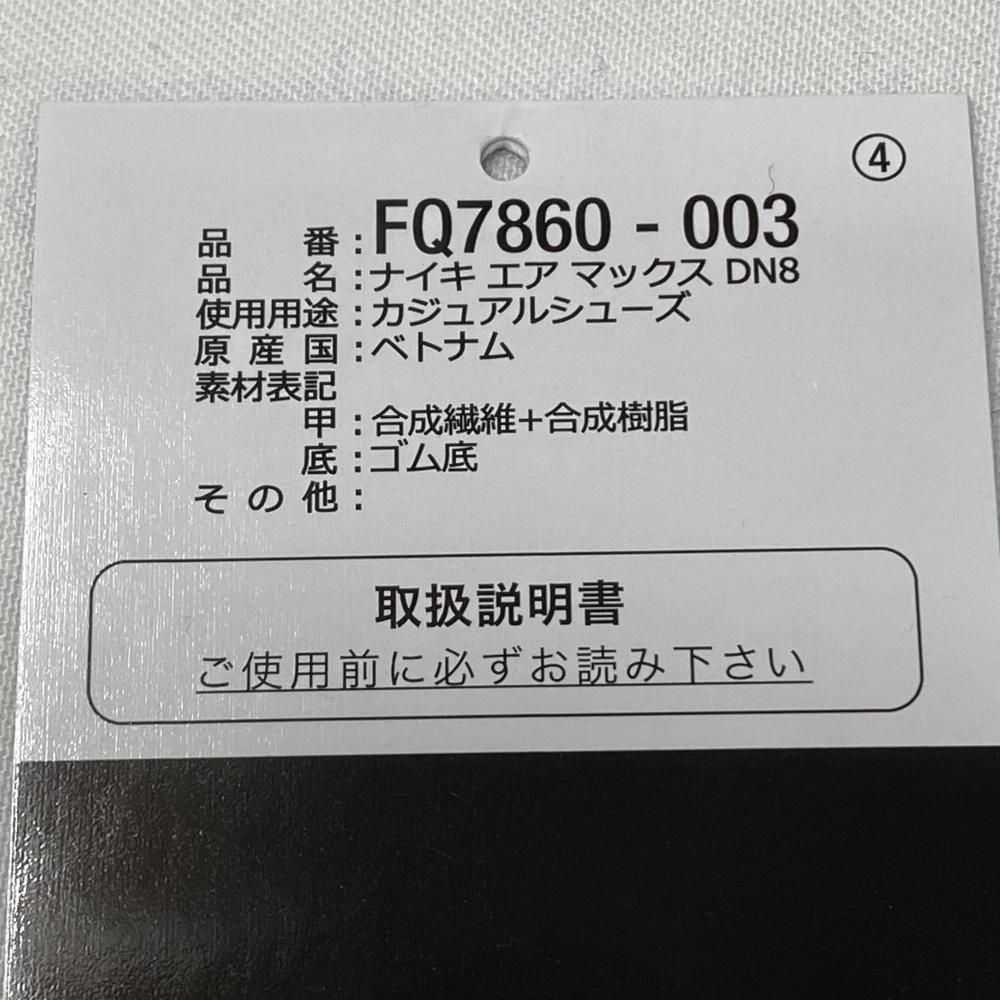 ④
品番：FQ7860 - 003
品名：ナイキ エア マックス DN8
使用用途：カジュアルシューズ
原産国：ベトナム
素材表記
甲：合成繊維＋合成樹脂
底：ゴム底
その他：
取扱説明書
ご使用前に必ずお読み下さい